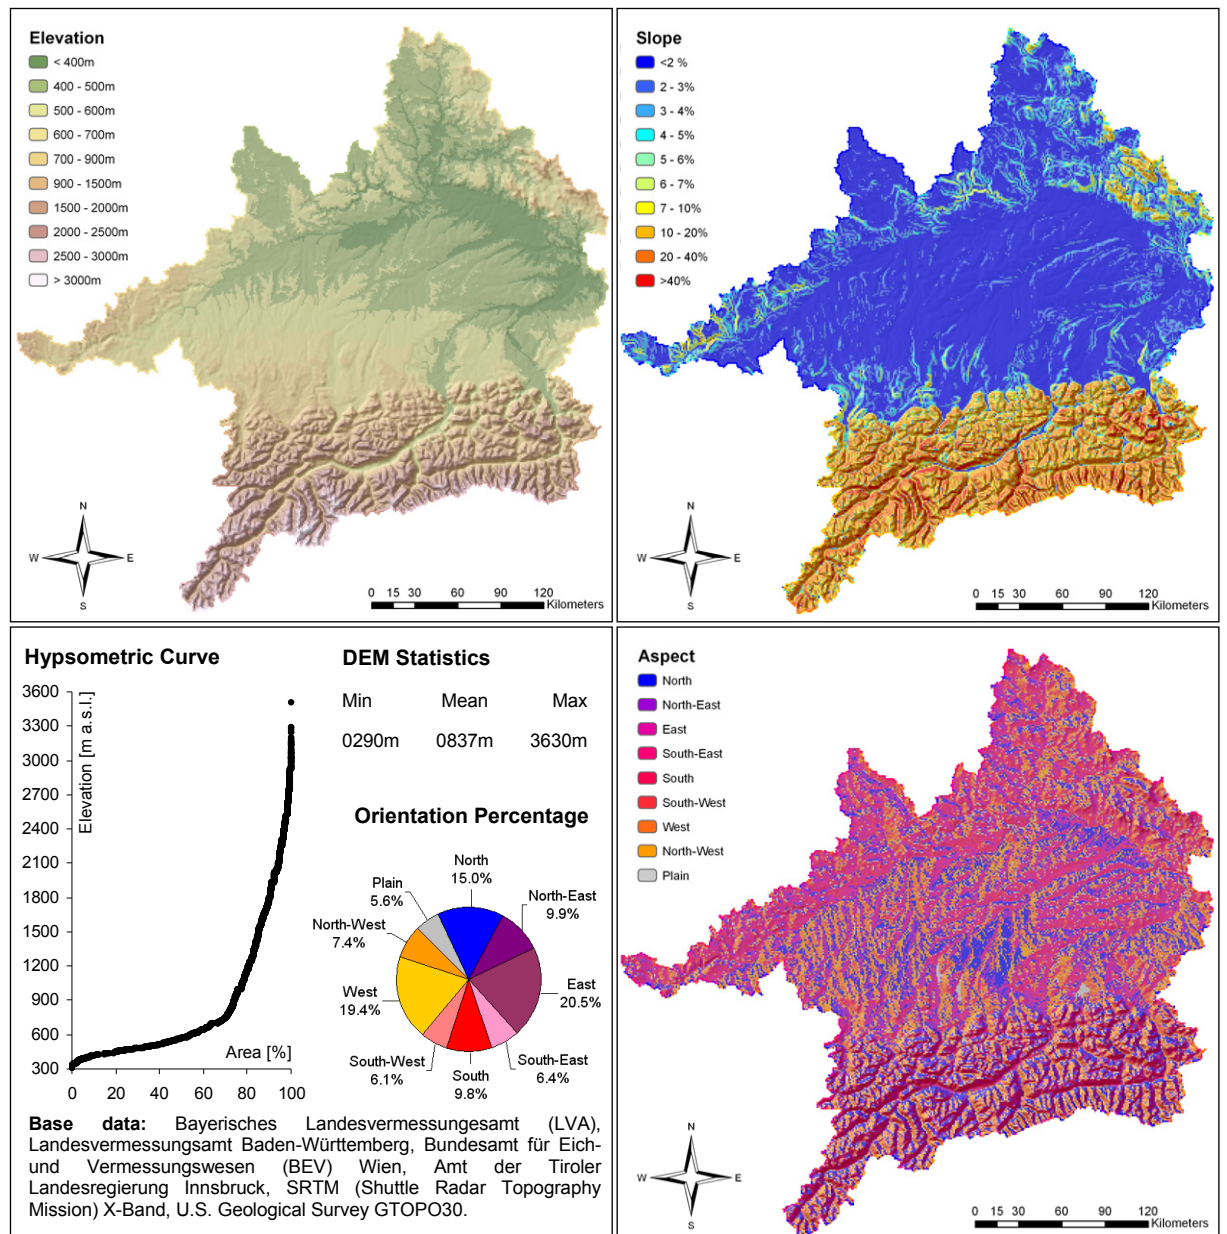 Elevation
< 400m
400 - 500m
500 - 600m
600 - 700m
700 - 900m
900 - 1500m
1500 - 2000m
2000 - 2500m
2500 - 3000m
> 3000m
N
W E
S
0 15 30 60 90 120
Kilometers
Slope
<2 %
2 - 3%
3 - 4%
4 - 5%
5 - 6%
6 - 7%
7 - 10%
10 - 20%
20 - 40%
>40%
N
W E
S
0 15 30 60 90 120
Kilometers
Hypsometric Curve
Elevation [m a.s.l.]
3600
3300
3000
2700
2400
2100
1800
1500
1200
900
600
300
Area [%]
0 20 40 60 80 100
DEM Statistics
Min Mean Max
0290m 0837m 3630m
Orientation Percentage
North
15.0%
North-East
9.9%
East
20.5%
South-East
6.4%
South
9.8%
South-West
6.1%
West
19.4%
North-West
7.4%
Plain
5.6%
Base data: Bayerisches Landesvermessungesamt (LVA),
Landesvermessungsamt Baden-Württemberg, Bundesamt für Eich-
und Vermessungswesen (BEV) Wien, Amt der Tiroler
Landesregierung Innsbruck, SRTM (Shuttle Radar Topography
Mission) X-Band, U.S. Geological Survey GTOPO30.
Aspect
North
North-East
East
South-East
South
South-West
West
North-West
Plain
N
W E
S
0 15 30 60 90 120
Kilometers